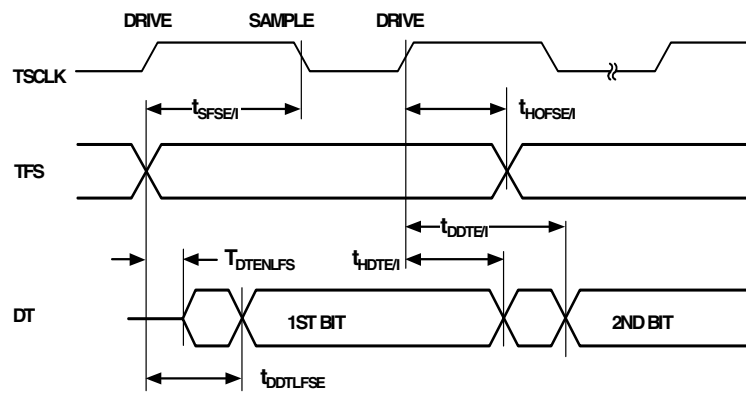 DRIVE SAMPLE DRIVE
TSCLK
tSFSE/I tHOFSE/I
TFS
tDDTE/I
TDTENLFS tHDTE/I
DT 1ST BIT 2ND BIT
tDDTLFSE